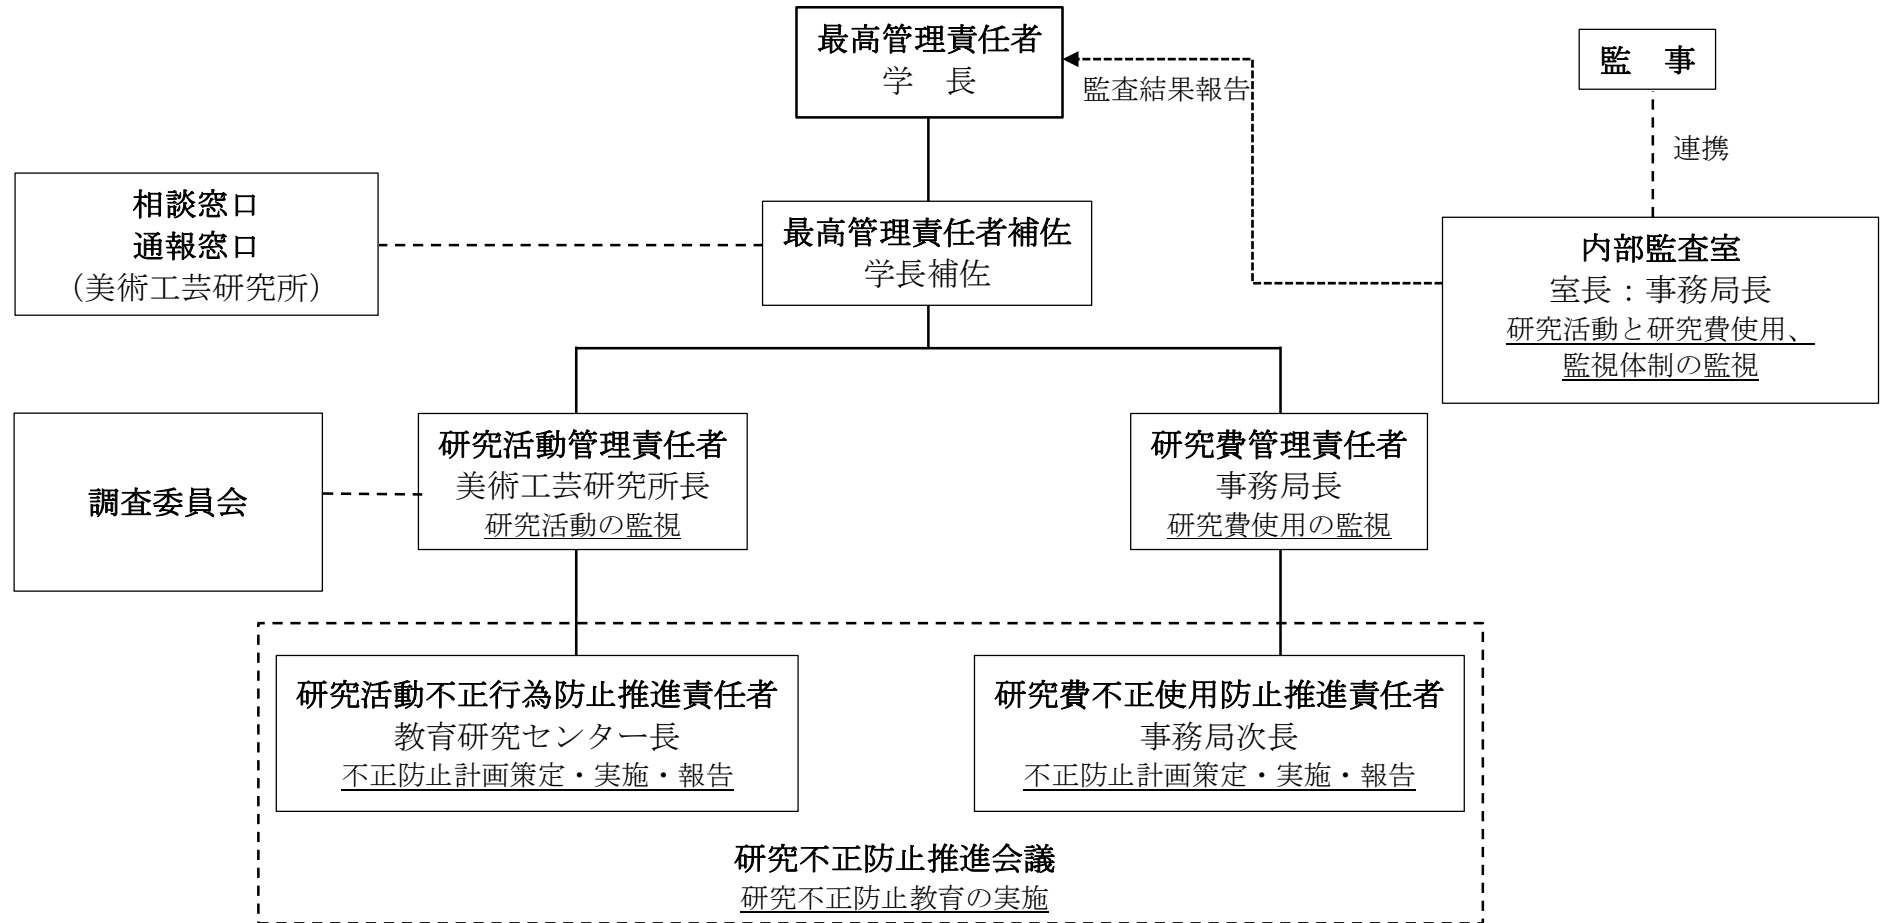 最高管理責任者
学　長
監査結果報告
監　事
連携
相談窓口
通報窓口
（美術工芸研究所）
最高管理責任者補佐
学長補佐
内部監査室
室長：事務局長
研究活動と研究費使用、
監視体制の監視
調査委員会
研究活動管理責任者
美術工芸研究所長
研究活動の監視
研究費管理責任者
事務局長
研究費使用の監視
研究活動不正行為防止推進責任者
教育研究センター長
不正防止計画策定・実施・報告
研究費不正使用防止推進責任者
事務局次長
不正防止計画策定・実施・報告
研究不正防止推進会議
研究不正防止教育の実施